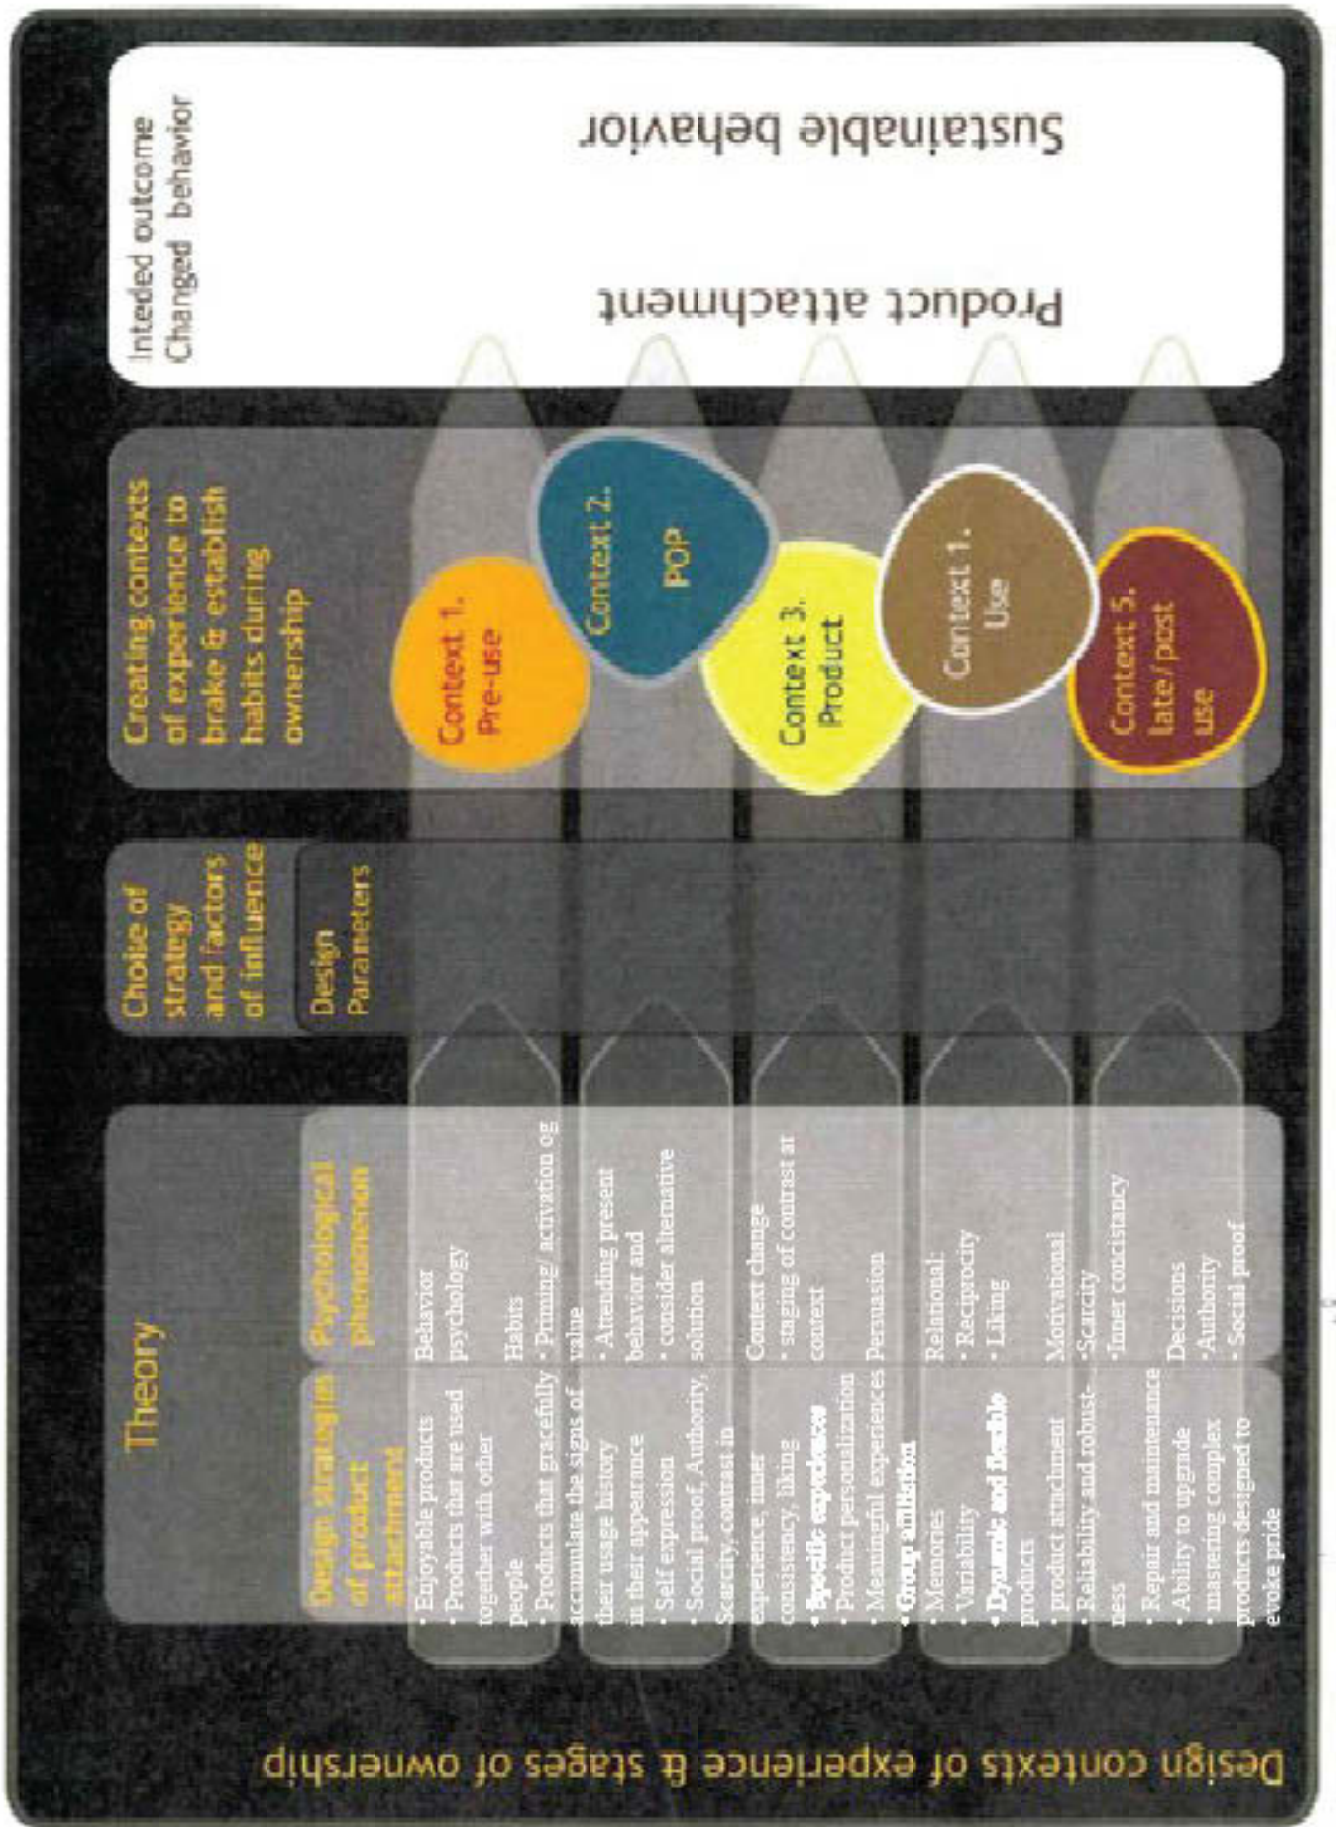 Design contexts of experience & stages of ownership
Theory
Design strategies
of product
attachment
• Enjoyable products
• Products that are used
together with other
people
• Products that gracefully
accumulate the signs of
their usage history
in their appearance
• Self expression
• Social proof, Authority,
Scarcity, contrast in
experience, inner
consistency, liking
• Specific experiences
• Product personalization
• Meaningful experiences
• Group affiliation
• Memories
• Variability
• Dynamic and flexible
products
• product attachment
• Reliability and robust-
ness
• Repair and maintenance
• Ability to upgrade
• mastering complex
products designed to
evoke pride
Psychological
phenomenon
Behavior
psychology
Habits
• Priming/ activation og
value
• Attending present
behavior and
• consider alternative
solution
Context change
• staging of contrast at
context
Persuasion
Relational:
• Reciprocity
• Liking
Motivational
•Scarcity
•Inner concistancy
Decisions
•Authority
• Social proof
Choise of
strategy
and factors
of influence
Design
Parameters
Creating contexts
of experience to
brake & establish
habits during
ownership
Context 1.
Pre-use
Context 2.
POP
Context 3.
Product
Context 1.
Use
Context 5.
late/post
use
Inteded outcome
Changed behavior
Product attachment
Sustainable behavior